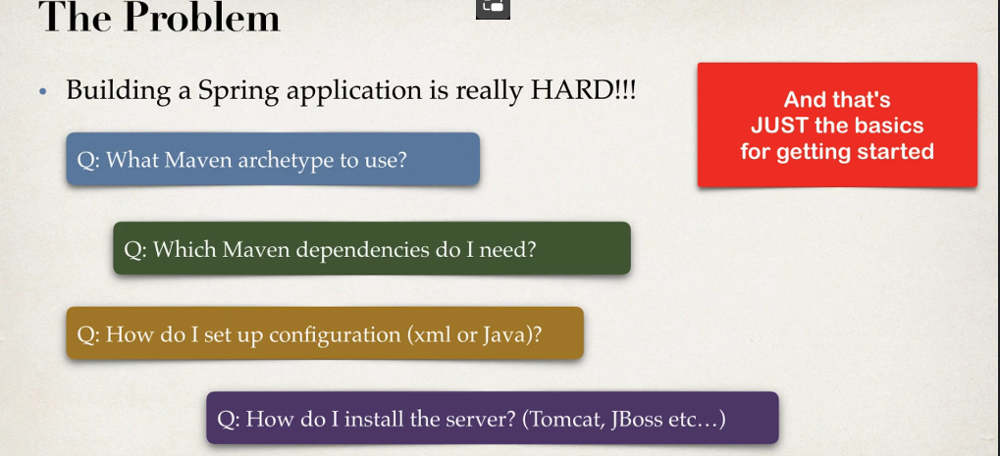 The Problem
• Building a Spring application is really HARD!!!
And that's
JUST the basics
for getting started
Q: What Maven archetype to use?
Q: Which Maven dependencies do I need?
Q: How do I set up configuration (xml or Java)?
Q: How do I install the server? (Tomcat, JBoss etc…)